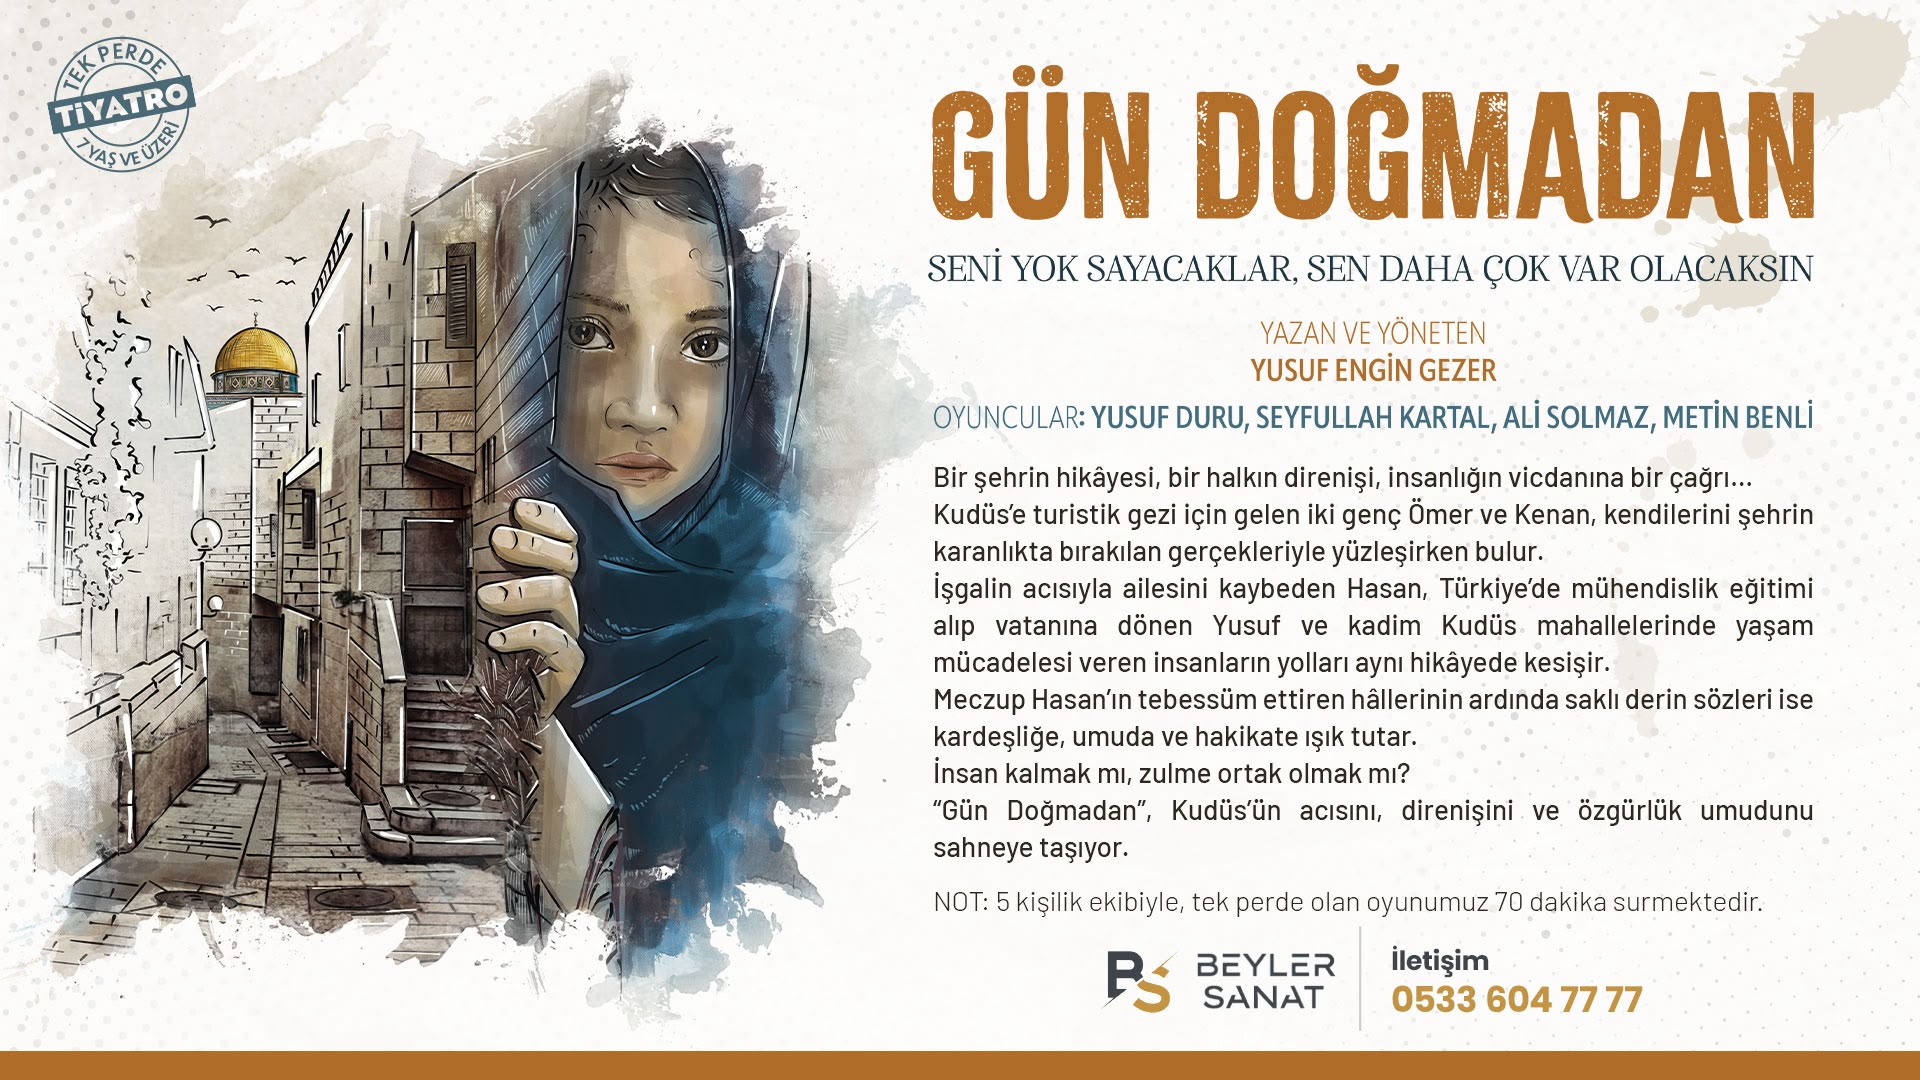 TEK PERDE
TİYATRO
7 YAŞ VE ÜZERİ
GÜN DOĞMADAN
SENİ YOK SAYACAKLAR, SEN DAHA ÇOK VAR OLACAKSIN
YAZAN VE YÖNETEN
YUSUF ENGİN GEZER
OYUNCULAR: YUSUF DURU, SEYFULLAH KARTAL, ALİ SOLMAZ, METİN BENLİ
Bir şehrin hikâyesi, bir halkın direnişi, insanlığın vicdanına bir çağrı...
Kudüs’e turistik gezi için gelen iki genç Ömer ve Kenan, kendilerini şehrin
karanlıkta bırakılan gerçekleriyle yüzleşirken bulur.
İşgalin acısıyla ailesini kaybeden Hasan, Türkiye’de mühendislik eğitimi
alıp vatanına dönen Yusuf ve kadim Kudüs mahallelerinde yaşam
mücadelesi veren insanların yolları aynı hikâyede kesişir.
Meczup Hasan’ın tebessüm ettiren hâllerinin ardında saklı derin sözleri ise
kardeşliğe, umuda ve hakikate ışık tutar.
İnsan kalmak mı, zulme ortak olmak mı?
“Gün Doğmadan”, Kudüs’ün acısını, direnişini ve özgürlük umudunu
sahneye taşıyor.
NOT: 5 kişilik ekibiyle, tek perde olan oyunumuz 70 dakika surmektedir.
BS
BEYLER
SANAT
İletişim
0533 604 77 77